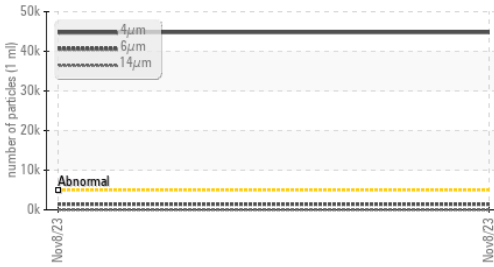 50k
40k
30k
20k
10k
0k
number of particles (1 ml)
4µm
6µm
14µm
Abnormal
Nov8/23
Nov8/23